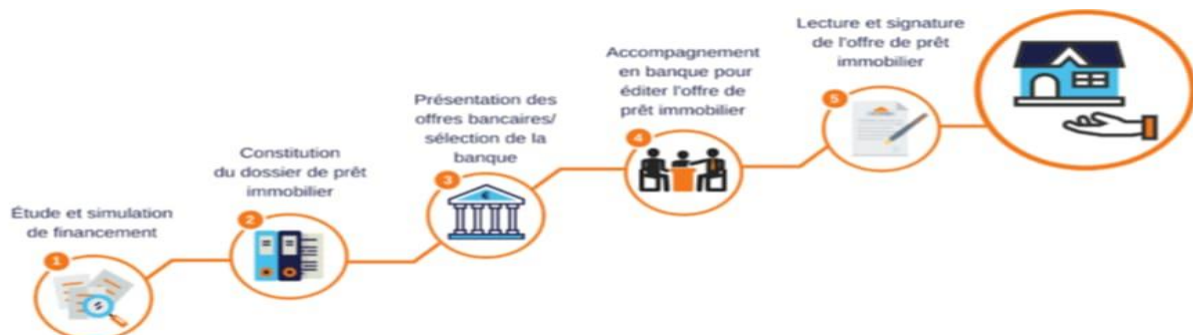 1
Étude et simulation
de financement
2
Constitution
du dossier de prêt
immobilier
3
Présentation des
offres bancaires/
sélection de la
banque
4
Accompagnement
en banque pour
éditer l'offre de
prêt immobilier
5
Lecture et signature
de l'offre de prêt
immobilier